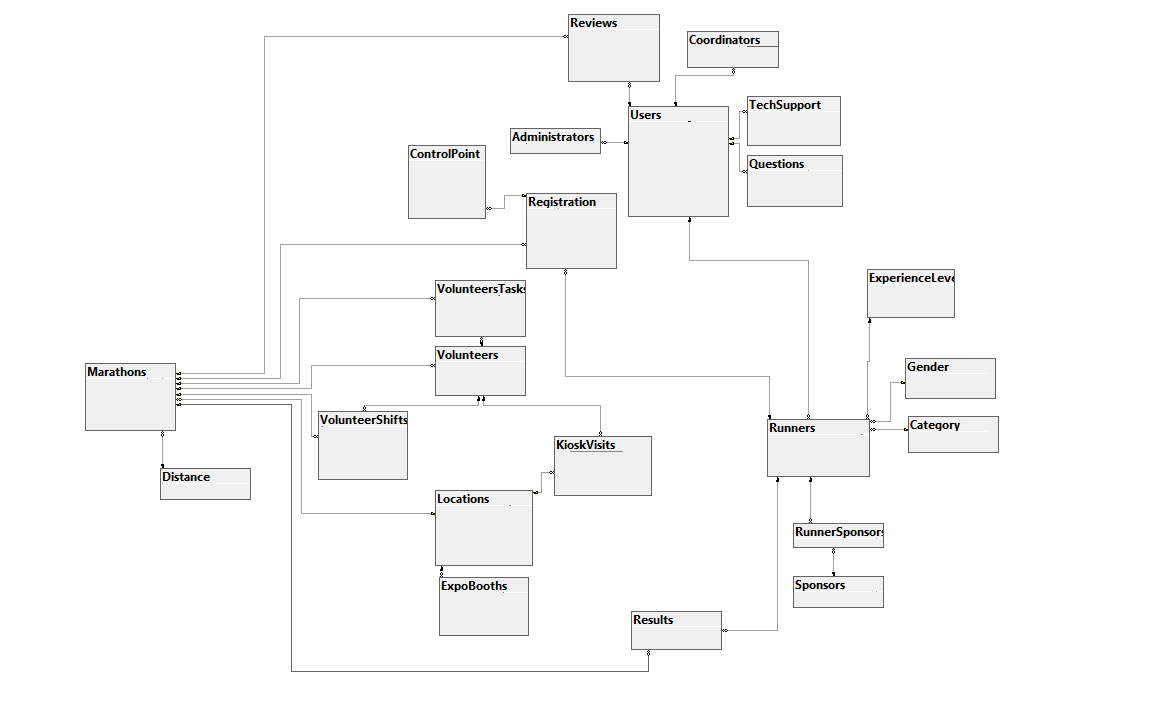 Reviews
Coordinators
TechSupport
Users
Administrators
ControlPoint
Questions
Registration
ExperienceLeve
VolunteersTasks
Volunteers
Gender
Marathons
VolunteerShifts
Category
Runners
KioskVisits
Distance
Locations
RunnerSponsors
ExpoBooths
Sponsors
Results